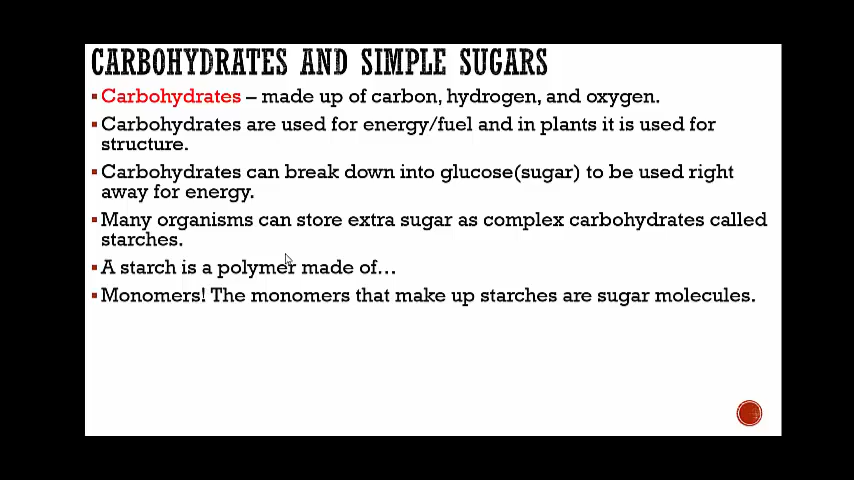 CARBOHYDRATES AND SIMPLE SUGARS
▪Carbohydrates – made up of carbon, hydrogen, and oxygen.
▪Carbohydrates are used for energy/fuel and in plants it is used for
structure.
▪Carbohydrates can break down into glucose(sugar) to be used right
away for energy.
▪Many organisms can store extra sugar as complex carbohydrates called
starches.
▪A starch is a polymer made of…
▪Monomers! The monomers that make up starches are sugar molecules.